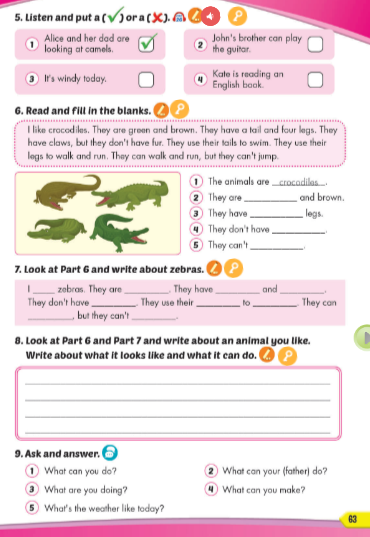 5. Listen and put a (✓) or a (✗).
1 Alice and her dad are
looking at camels.
2 John's brother can play
the guitar.
3 It's windy today.
4 Kate is reading an
English book.
6. Read and fill in the blanks.
I like crocodiles. They are green and brown. They have a tail and four legs. They
have claws, but they don't have fur. They use their tails to swim. They use their
legs to walk and run. They can walk and run, but they can't jump.
1 The animals are crocodiles.
2 They are ________ and brown.
3 They have ________ legs.
4 They don't have ________.
5 They can't ________.
7. Look at Part 6 and write about zebras.
I ____ zebras. They are ________. They have ________ and ________.
They don't have ________. They use their ________ to ________. They can
________, but they can't ________.
8. Look at Part 6 and Part 7 and write about an animal you like.
Write about what it looks like and what it can do.
9. Ask and answer.
1 What can you do?
2 What can your (father) do?
3 What are you doing?
4 What can you make?
5 What's the weather like today?
63